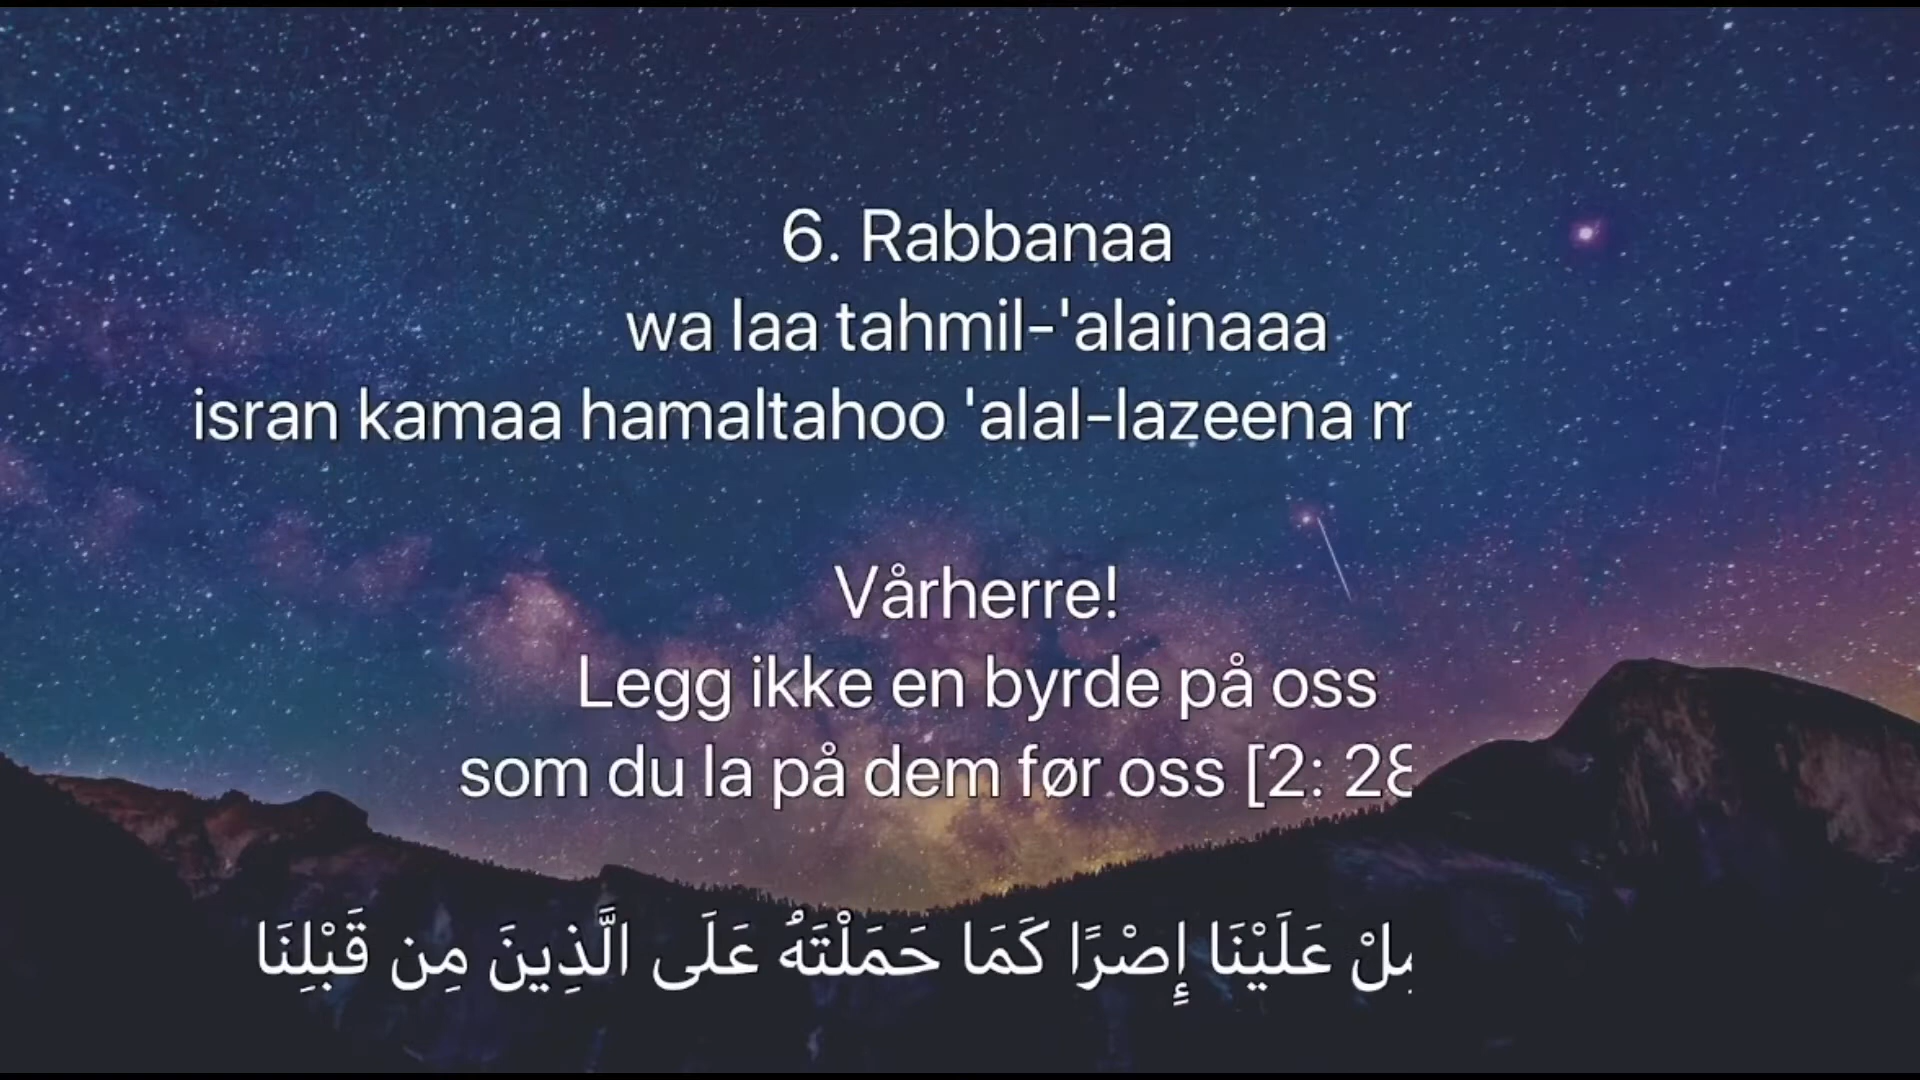 6. Rabbanaa
wa laa tahmil-'alainaaa
isran kamaa hamaltahoo 'alal-lazeena
Vårherre!
Legg ikke en byrde på oss
som du la på dem før oss [2: 28
عَلَيْنَا إِصْرًا كَمَا حَمَلْتَهُ عَلَى الَّذِينَ مِن قَبْلِنَا